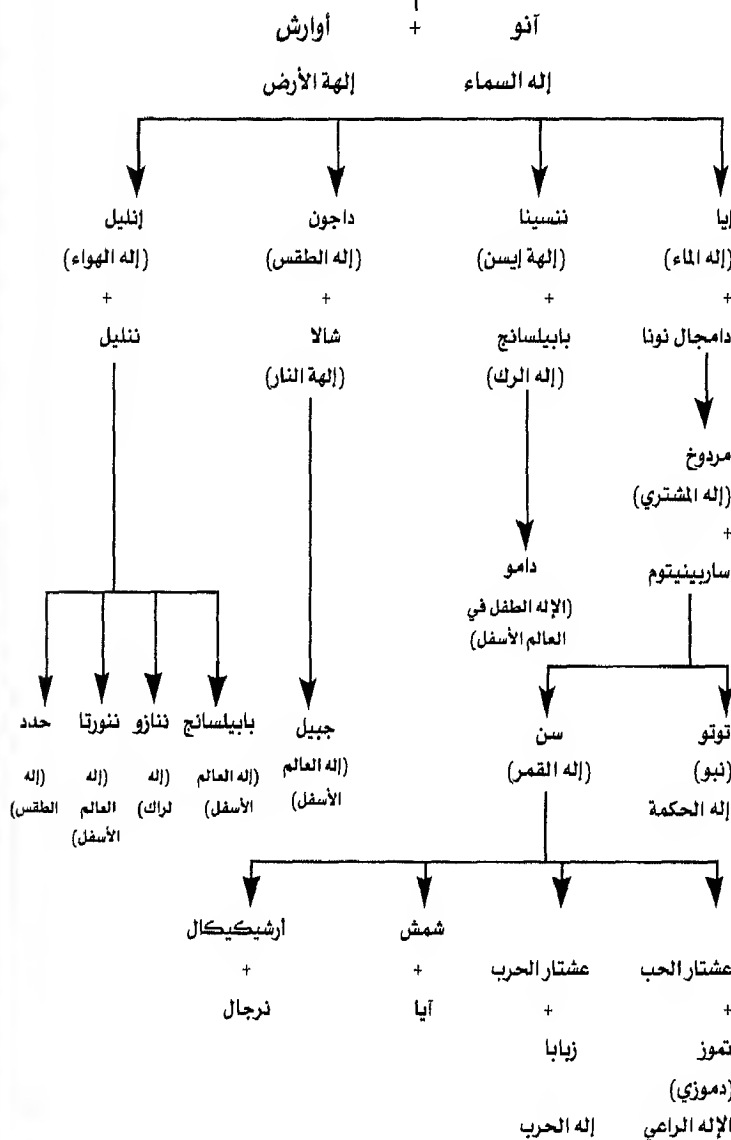 آنو + أوارش
إله السماء إلهة الأرض
إيا ننسينا داجون إنليل
(إله الماء) (إلهة إيسن) (إله الطقس) (إله الهواء)
+ + + +
دامجال نونا بابيلسانج شالا ننليل
(إله الرك) (إلهة النار)
مردوخ
(إله المشتري)
+
ساربينيتوم
دامو
(الإله الطفل في
العالم الأسفل)
توتو سن جبيل بابيلسانج ننازو ننورتا حدد
(نبو) (إله القمر) (إله العالم (إله العالم (إله (إله (إله
إله الحكمة الأسفل) الأسفل) لراك) العالم الطقس)
الأسفل)
شمش أرشيكيكال
عشتار الحب عشتار الحرب + +
+ + آيا نرجال
تموز زبابا
(دموزي)
الإله الراعي إله الحرب